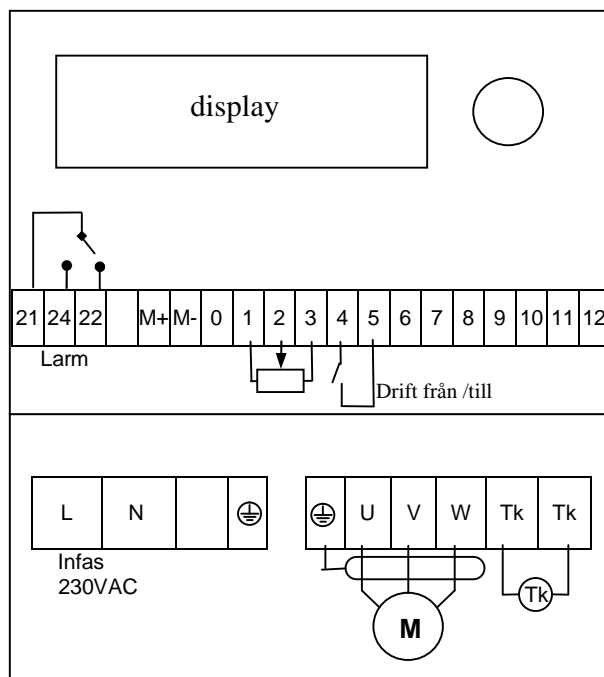 display
21 24 22 M+ M- 0 1 2 3 4 5 6 7 8 9 10 11 12
Larm
Drift från /till
L N U V W Tk Tk
Infas
230VAC
Tk
M